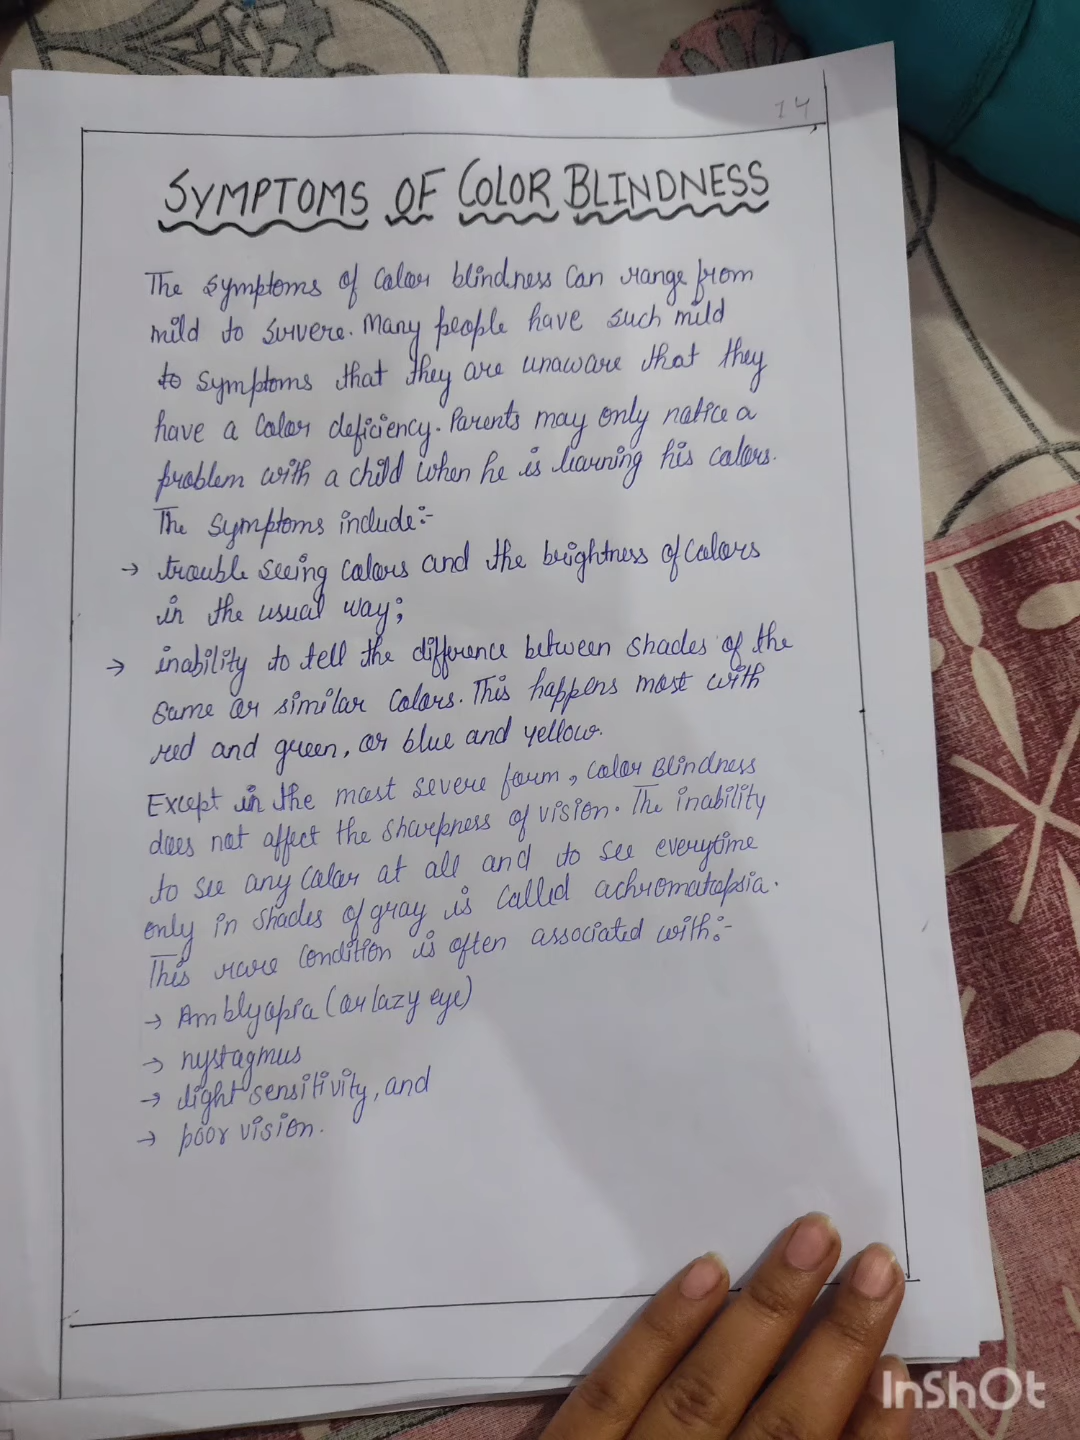 14
SYMPTOMS OF COLOR BLINDNESS
The symptoms of color blindness can range from
mild to survere. Many people have such mild
to symptoms that they are unaware that they
have a color deficiency. Parents may only notice a
problem with a child when he is learning his colors.
The symptoms include:-
→ trouble seeing colors and the brightness of colors
in the usual way;
→ inability to tell the difference between shades of the
same or similar colors. This happens most with
red and green, or blue and yellow.
Except in the most severe form, color Blindness
does not affect the sharpness of vision. The inability
to see any color at all and to see everytime
only in shades of gray is called achromatopsia.
This rare condition is often associated with:-
→ Amblyopia (or lazy eye)
→ nystagmus
→ light sensitivity, and
→ poor vision.
InShOt